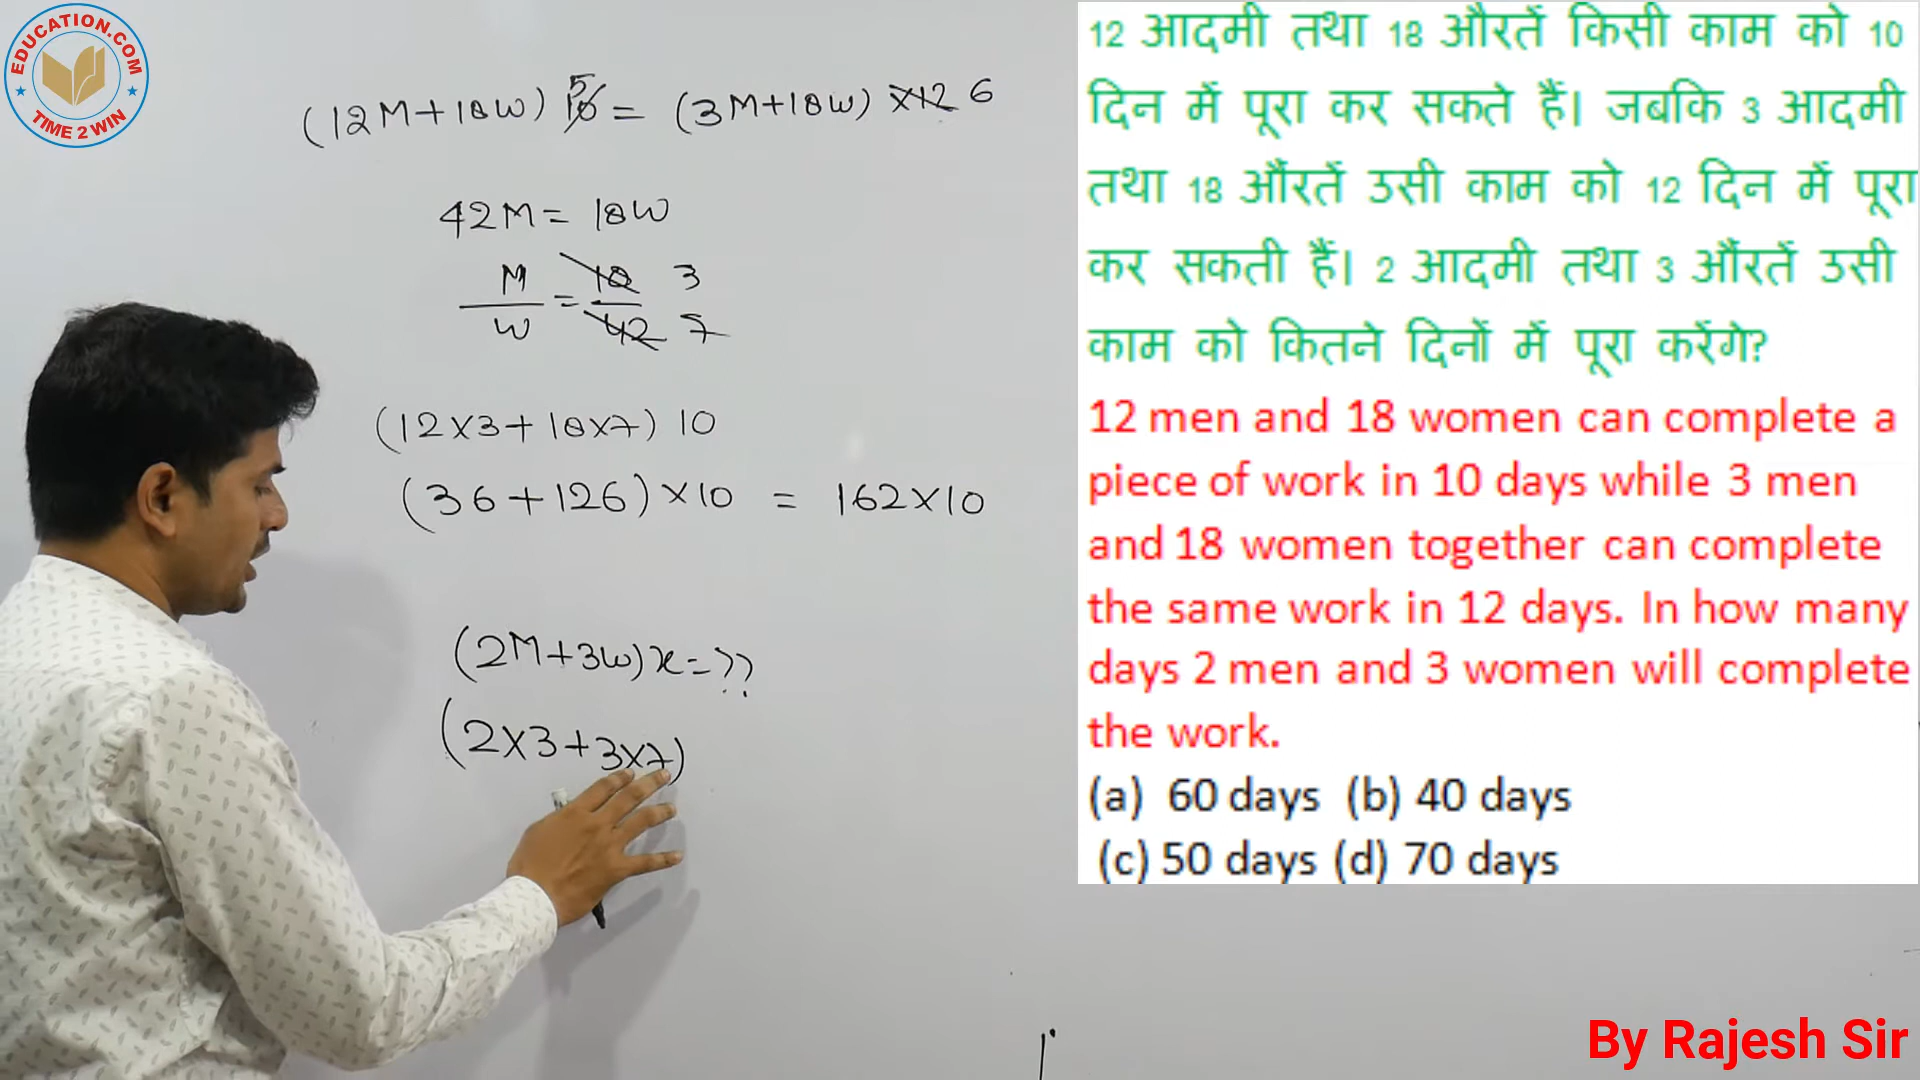 EDUCATION.COM
TIME 2 WIN
(12M+18W) 10 5 = (3M+18W) ×12 6
42M = 18W
M/W = 18/42 3/7
(12×3+18×7) 10
(36+126)×10 = 162×10
(2M+3W)x=??
(2×3+3×7)
12 आदमी तथा 18 औरतें किसी काम को 10
दिन में पूरा कर सकते हैं। जबकि 3 आदमी
तथा 18 औंरतें उसी काम को 12 दिन में पूरा
कर सकती हैं। 2 आदमी तथा 3 औंरतें उसी
काम को कितने दिनों में पूरा करेंगे?
12 men and 18 women can complete a
piece of work in 10 days while 3 men
and 18 women together can complete
the same work in 12 days. In how many
days 2 men and 3 women will complete
the work.
(a) 60 days (b) 40 days
(c) 50 days (d) 70 days
By Rajesh Sir